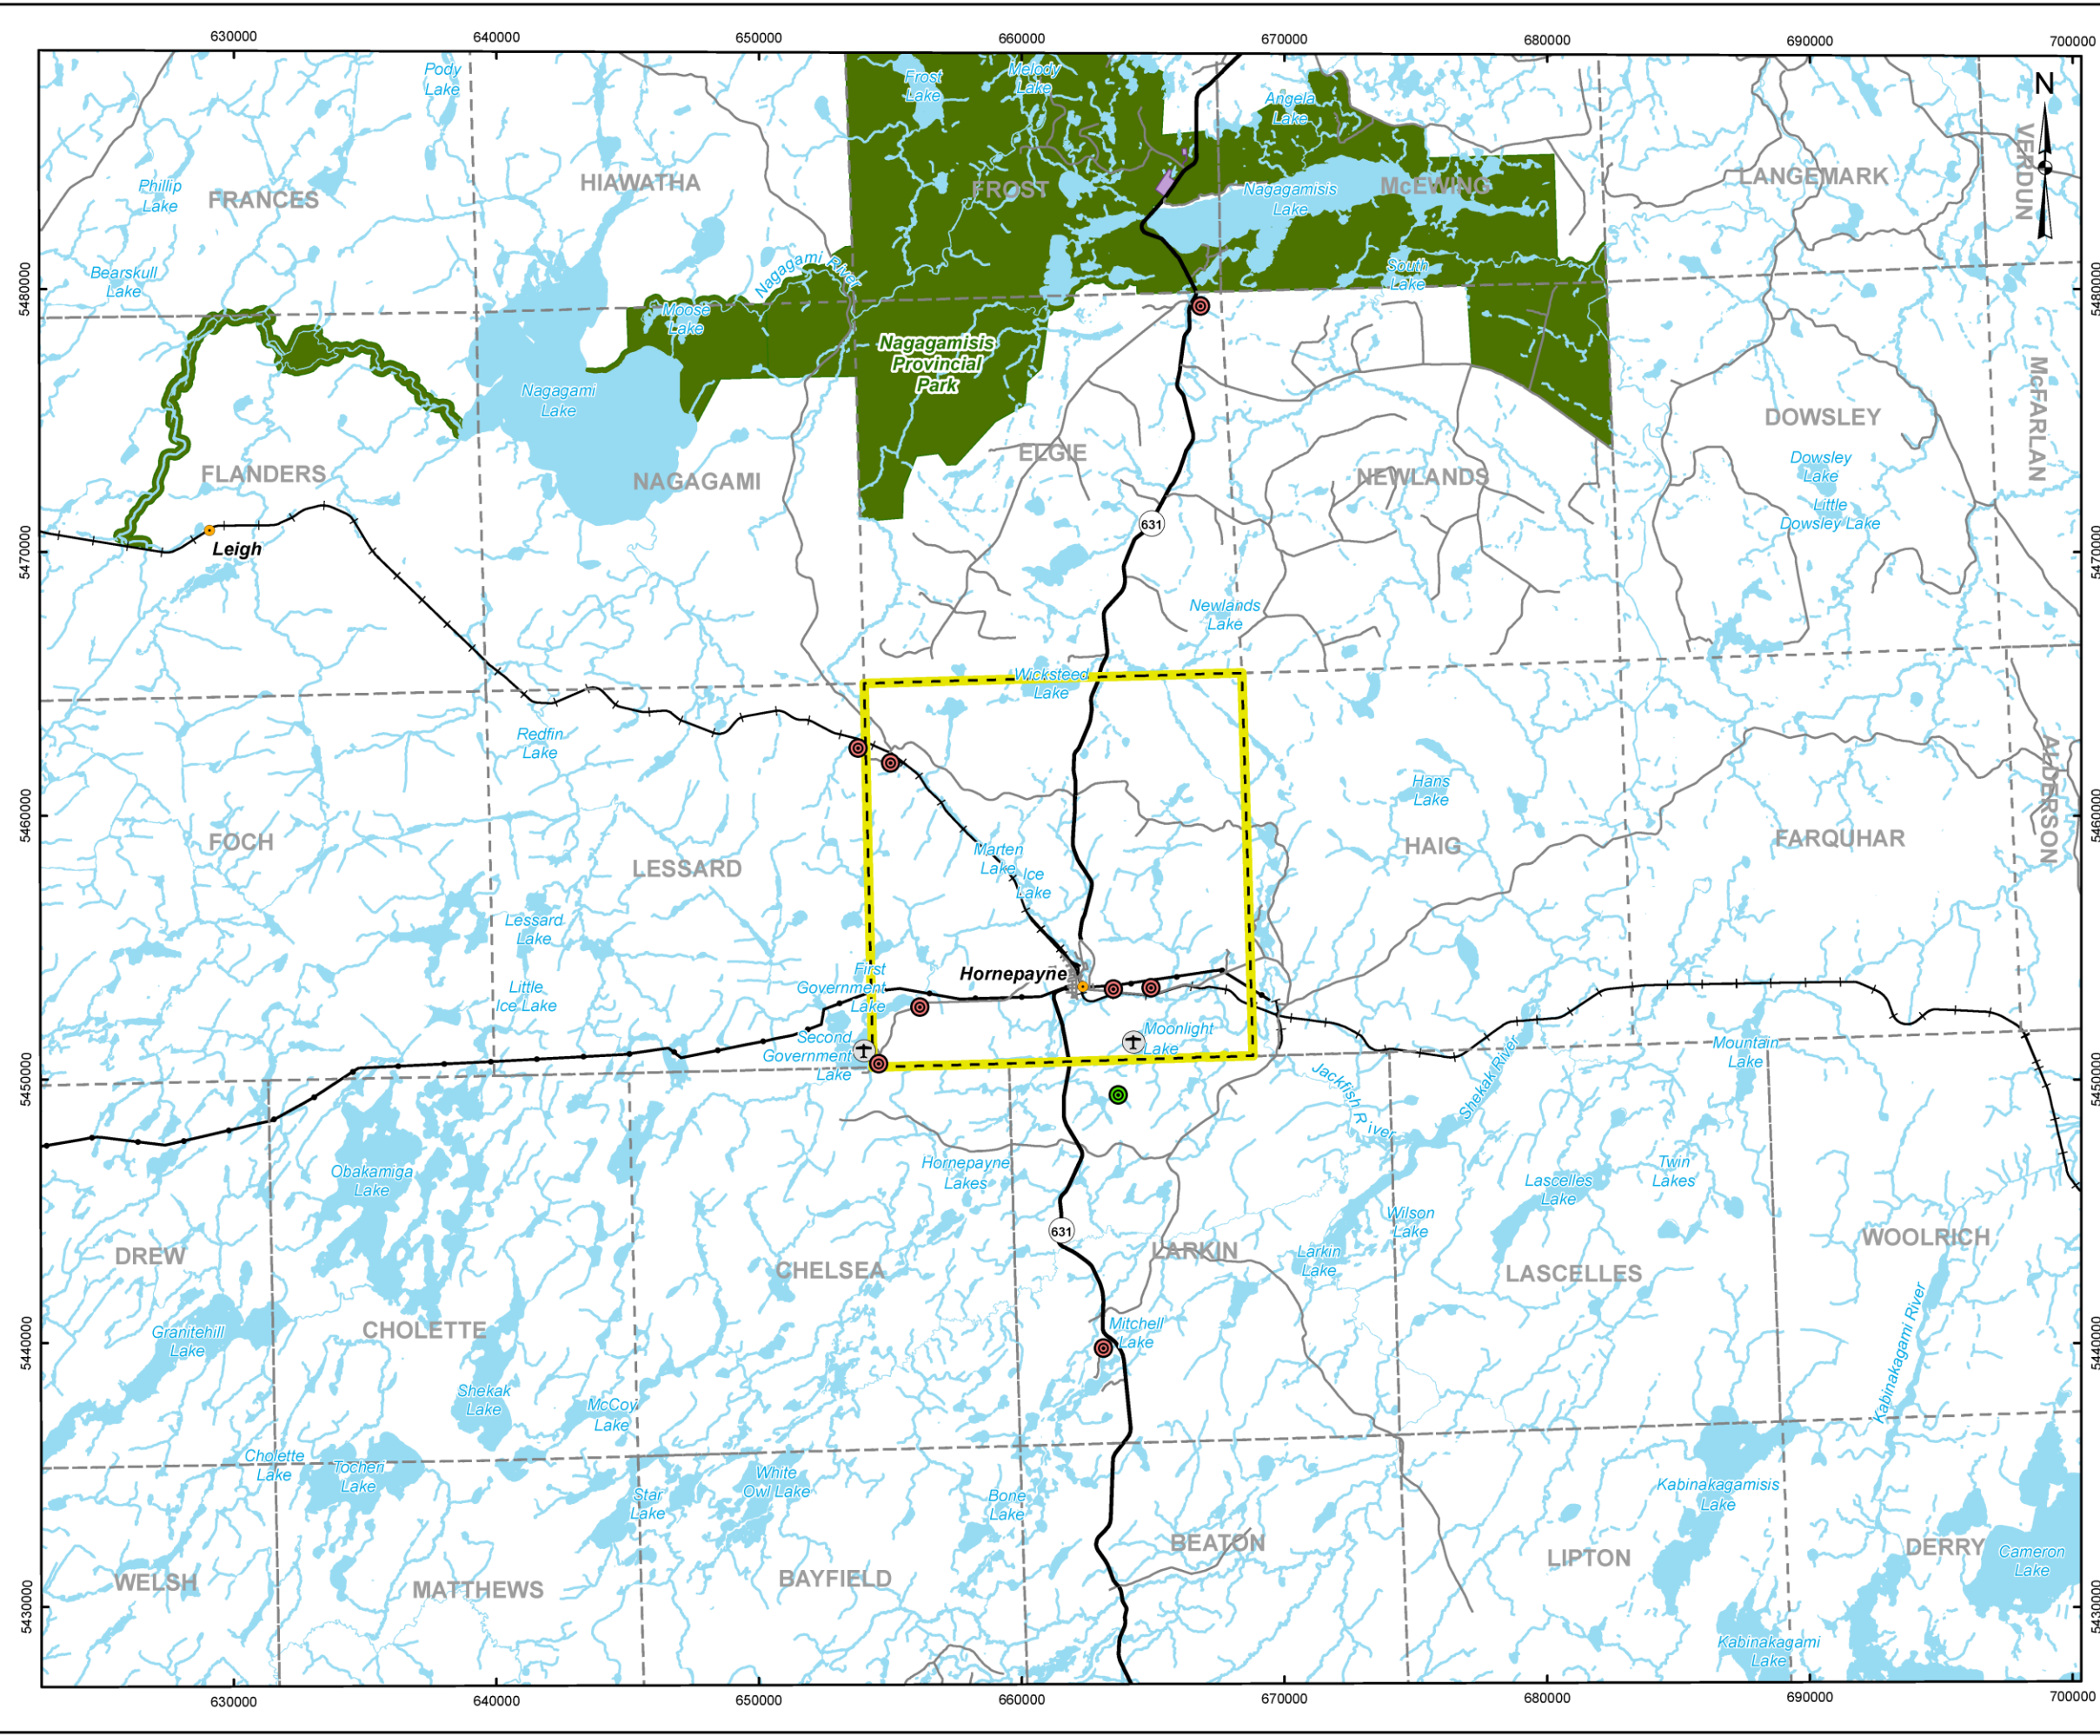 630000
640000
650000
660000
670000
680000
690000
700000
N
Pody
Lake
Frost
Lake
Melody
Lake
Angela
Lake
VERDUN
Phillip
Lake
FRANCES
HIAWATHA
FROST
Nagagamisis
Lake
McEWING
LANGEMARK
Bearskull
Lake
Nagagami River
South
Lake
5480000
5480000
Moose
Lake
Nagagamisis
Provincial
Park
Nagagami
Lake
McFARLAN
DOWSLEY
FLANDERS
NAGAGAMI
ELGIE
NEWLANDS
Dowsley
Lake
Little
Dowsley Lake
631
5470000
5470000
Leigh
Newlands
Lake
Wicksteed
Lake
Redfin
Lake
ALDERSON
Hans
Lake
5460000
5460000
FOCH
LESSARD
Marten
Lake
Ice
Lake
HAIG
FARQUHAR
Lessard
Lake
Little
Ice Lake
First
Government
Lake
Hornepayne
Second
Government
Lake
Moonlight
Lake
Mountain
Lake
5450000
5450000
Jackfish River
Shekak River
Obakamiga
Lake
Hornepayne
Lakes
Lascelles
Lake
Twin
Lakes
Wilson
Lake
631
DREW
CHELSEA
LARKIN
Larkin
Lake
LASCELLES
WOOLRICH
CHOLETTE
Granitehill
Lake
Mitchell
Lake
Kabinakagami River
5440000
5440000
Shekak
Lake
McCoy
Lake
Cholette
Lake
Tocheri
Lake
Star
Lake
White
Owl Lake
Bone
Lake
Kabinakagamisis
Lake
WELSH
MATTHEWS
BAYFIELD
BEATON
LIPTON
DERRY
Cameron
Lake
5430000
5430000
Kabinakagami
Lake
630000
640000
650000
660000
670000
680000
690000
700000